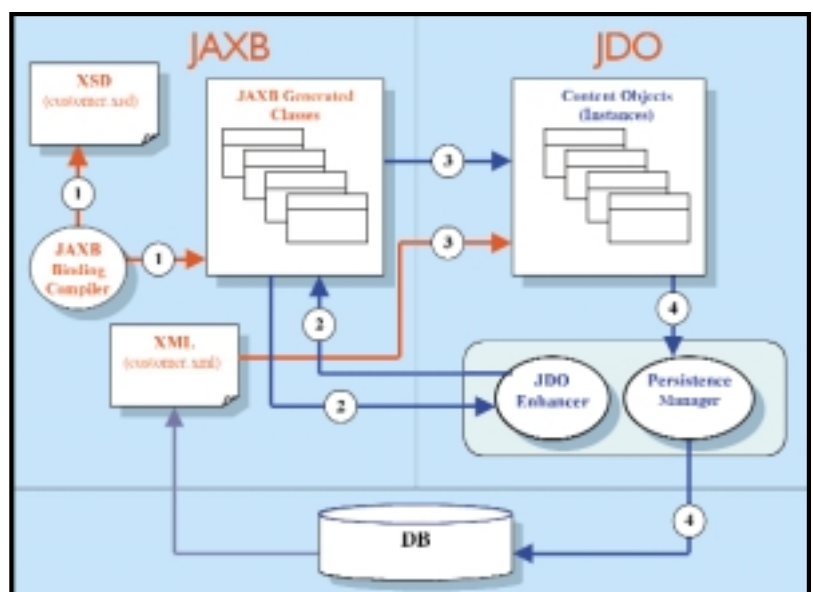 JAXB
JDO
XSD
(customer.xsd)
JAXB Generated
Classes
Content Objects
(Instances)
3
1
JAXB
Binding
Compiler
1
3
2
4
XML
(customer.xml)
JDO
Enhancer
Persistence
Manager
2
4
DB